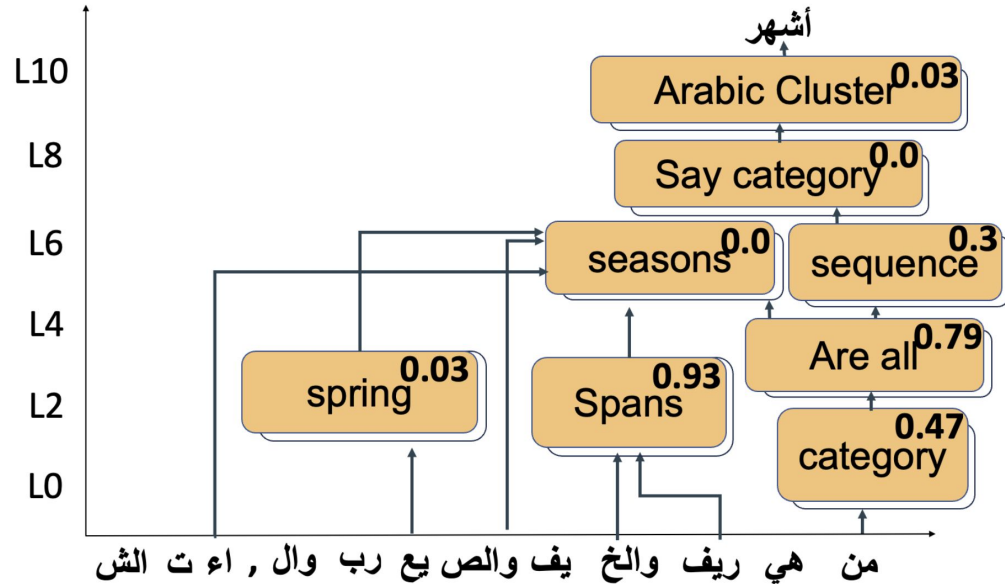 أشهر
L10
Arabic Cluster 0.03
L8
Say category 0.0
L6
seasons 0.0
sequence 0.3
L4
Are all 0.79
spring 0.03
Spans 0.93
L2
category 0.47
L0
الش ت اء , وال رب يع والص يف والخ ريف هي من